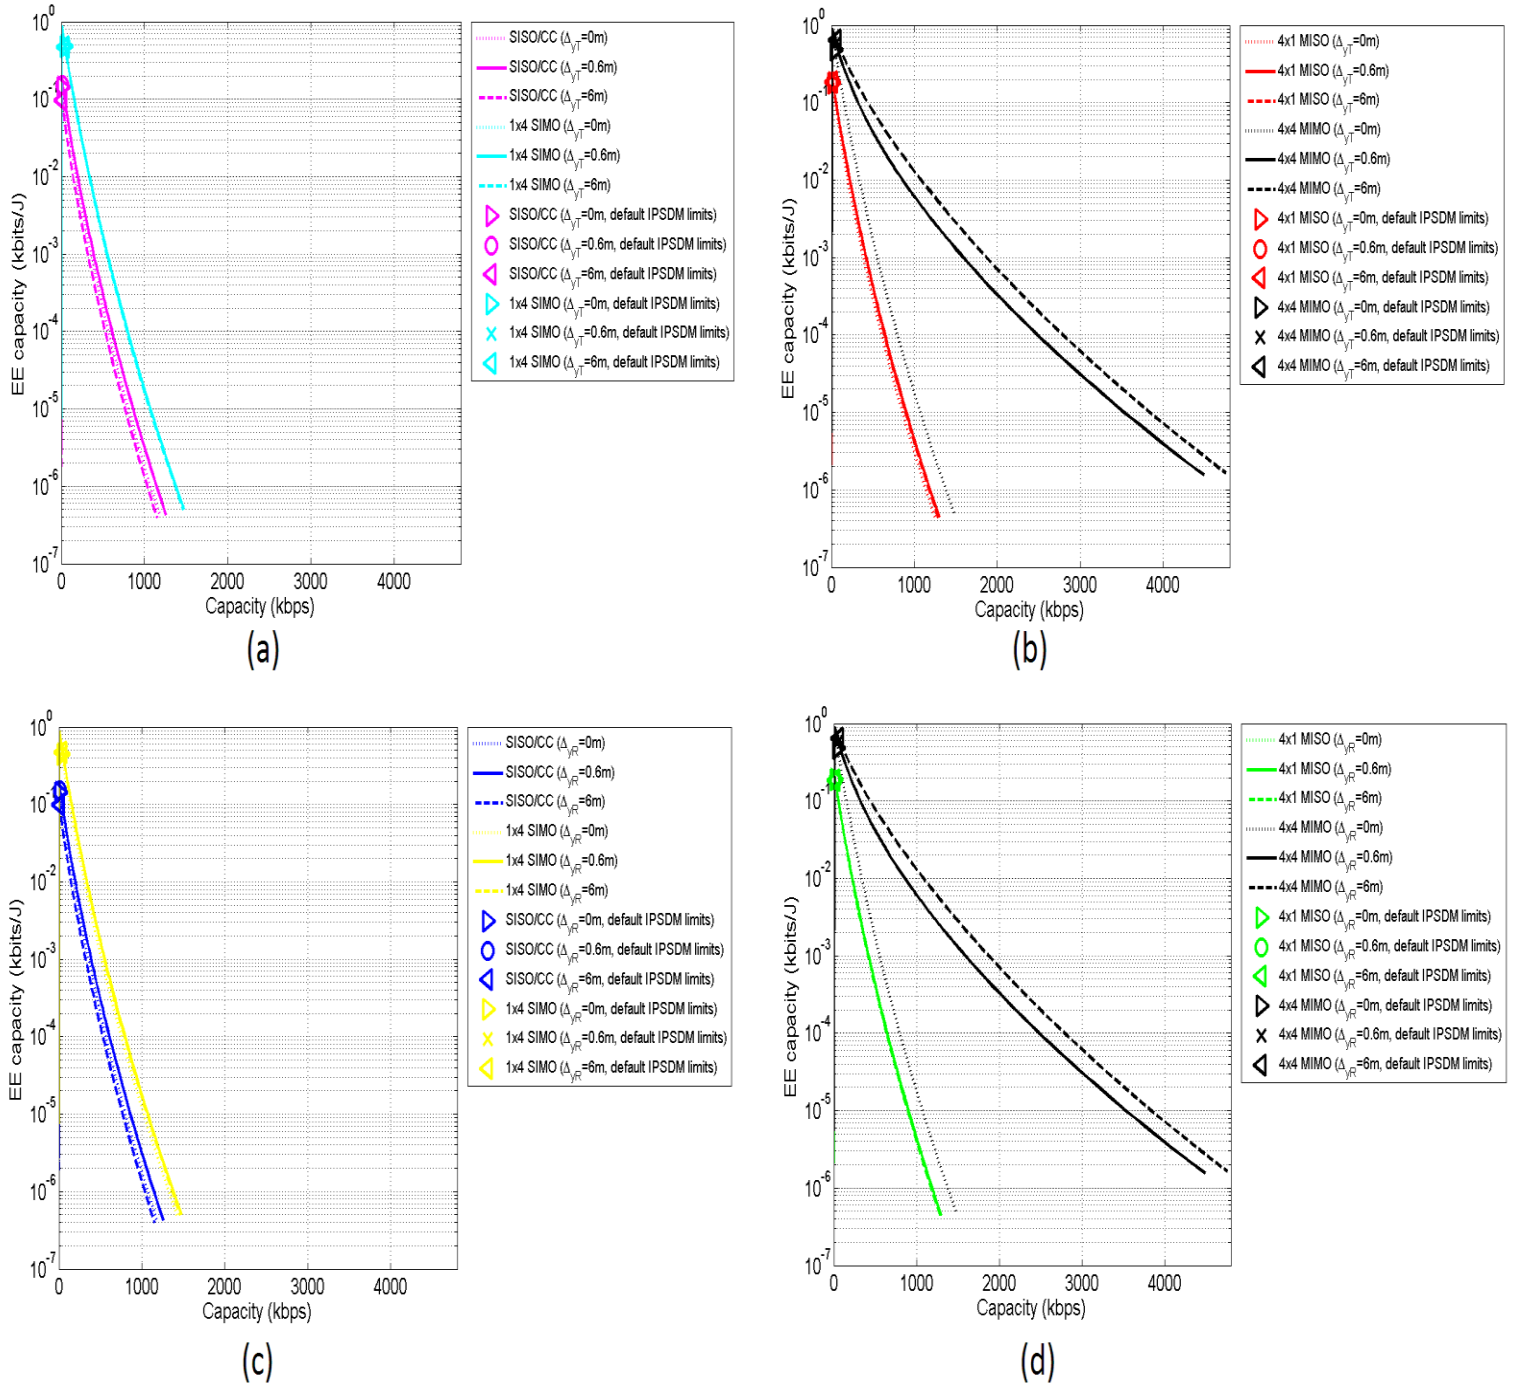 10^0
10^-1
10^-2
10^-3
10^-4
10^-5
10^-6
10^-7
EE capacity (kbits/J)
0 1000 2000 3000 4000
Capacity (kbps)
SISO/CC (Δ_yT=0m)
SISO/CC (Δ_yT=0.6m)
SISO/CC (Δ_yT=6m)
1x4 SIMO (Δ_yT=0m)
1x4 SIMO (Δ_yT=0.6m)
1x4 SIMO (Δ_yT=6m)
SISO/CC (Δ_yT=0m, default IPSDM limits)
SISO/CC (Δ_yT=0.6m, default IPSDM limits)
SISO/CC (Δ_yT=6m, default IPSDM limits)
1x4 SIMO (Δ_yT=0m, default IPSDM limits)
1x4 SIMO (Δ_yT=0.6m, default IPSDM limits)
1x4 SIMO (Δ_yT=6m, default IPSDM limits)
(a)
10^0
10^-1
10^-2
10^-3
10^-4
10^-5
10^-6
10^-7
EE capacity (kbits/J)
0 1000 2000 3000 4000
Capacity (kbps)
4x1 MISO (Δ_yT=0m)
4x1 MISO (Δ_yT=0.6m)
4x1 MISO (Δ_yT=6m)
4x4 MIMO (Δ_yT=0m)
4x4 MIMO (Δ_yT=0.6m)
4x4 MIMO (Δ_yT=6m)
4x1 MISO (Δ_yT=0m, default IPSDM limits)
4x1 MISO (Δ_yT=0.6m, default IPSDM limits)
4x1 MISO (Δ_yT=6m, default IPSDM limits)
4x4 MIMO (Δ_yT=0m, default IPSDM limits)
4x4 MIMO (Δ_yT=0.6m, default IPSDM limits)
4x4 MIMO (Δ_yT=6m, default IPSDM limits)
(b)
10^0
10^-1
10^-2
10^-3
10^-4
10^-5
10^-6
10^-7
EE capacity (kbits/J)
0 1000 2000 3000 4000
Capacity (kbps)
SISO/CC (Δ_yR=0m)
SISO/CC (Δ_yR=0.6m)
SISO/CC (Δ_yR=6m)
1x4 SIMO (Δ_yR=0m)
1x4 SIMO (Δ_yR=0.6m)
1x4 SIMO (Δ_yR=6m)
SISO/CC (Δ_yR=0m, default IPSDM limits)
SISO/CC (Δ_yR=0.6m, default IPSDM limits)
SISO/CC (Δ_yR=6m, default IPSDM limits)
1x4 SIMO (Δ_yR=0m, default IPSDM limits)
1x4 SIMO (Δ_yR=0.6m, default IPSDM limits)
1x4 SIMO (Δ_yR=6m, default IPSDM limits)
(c)
10^0
10^-1
10^-2
10^-3
10^-4
10^-5
10^-6
10^-7
EE capacity (kbits/J)
0 1000 2000 3000 4000
Capacity (kbps)
4x1 MISO (Δ_yR=0m)
4x1 MISO (Δ_yR=0.6m)
4x1 MISO (Δ_yR=6m)
4x4 MIMO (Δ_yR=0m)
4x4 MIMO (Δ_yR=0.6m)
4x4 MIMO (Δ_yR=6m)
4x1 MISO (Δ_yR=0m, default IPSDM limits)
4x1 MISO (Δ_yR=0.6m, default IPSDM limits)
4x1 MISO (Δ_yR=6m, default IPSDM limits)
4x4 MIMO (Δ_yR=0m, default IPSDM limits)
4x4 MIMO (Δ_yR=0.6m, default IPSDM limits)
4x4 MIMO (Δ_yR=6m, default IPSDM limits)
(d)